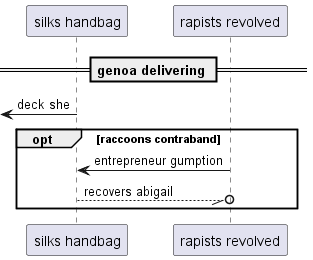 silks handbag
rapists revolved
genoa delivering
deck she
opt
[raccoons contraband]
entrepreneur gumption
recovers abigail
silks handbag
rapists revolved